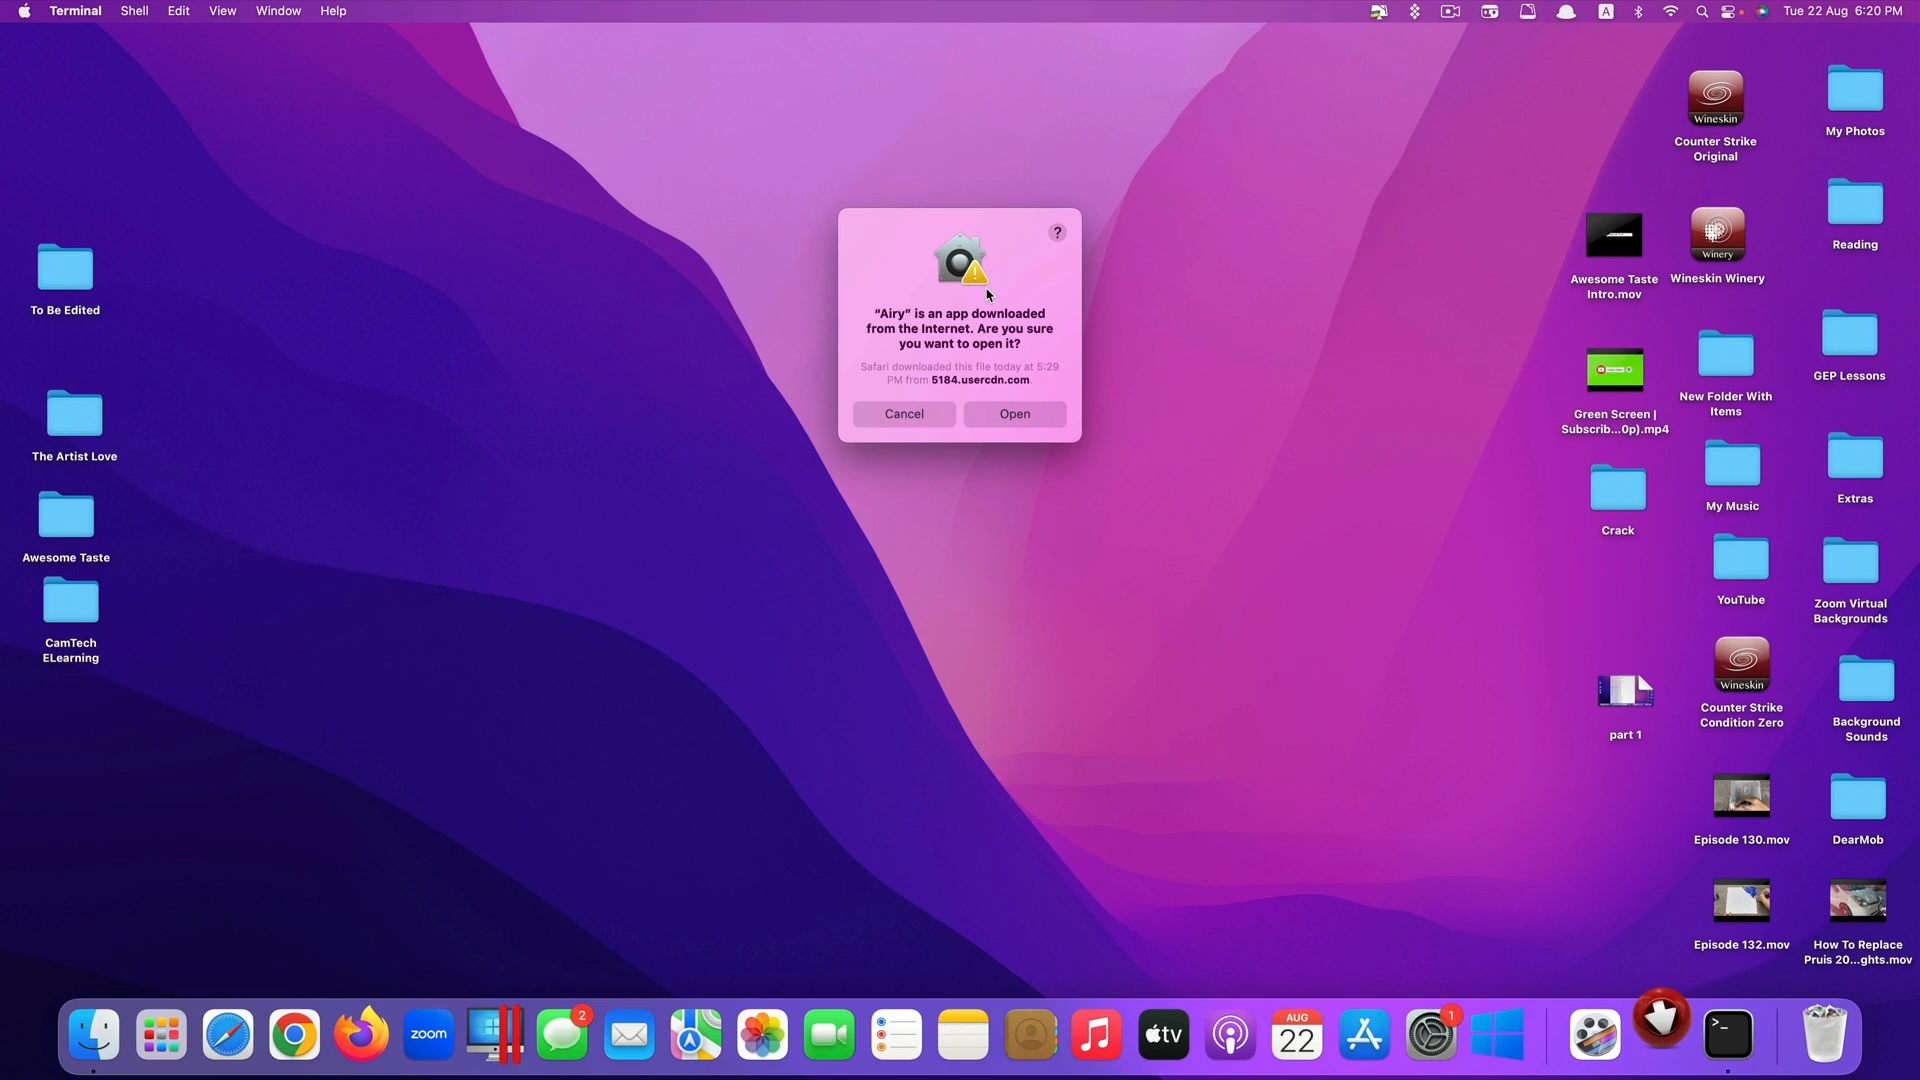 Terminal Shell Edit View Window Help
A Tue 22 Aug 6:20 PM
Wineskin
Counter Strike
Original
My Photos
Reading
Awesome Taste
Intro.mov
Winery
Wineskin Winery
To Be Edited
?
“Airy” is an app downloaded
from the Internet. Are you sure
you want to open it?
Safari downloaded this file today at 5:29
PM from 5184.usercdn.com.
Cancel Open
GEP Lessons
New Folder With
Items
Green Screen |
Subscrib...0p).mp4
The Artist Love
My Music
Extras
Crack
Awesome Taste
YouTube
Zoom Virtual
Backgrounds
CamTech
ELearning
Wineskin
Counter Strike
Condition Zero
Background
Sounds
part 1
Episode 130.mov
DearMob
Episode 132.mov
How To Replace
Pruis 20...ghts.mov
zoom
2
tv
AUG
22
1
>_